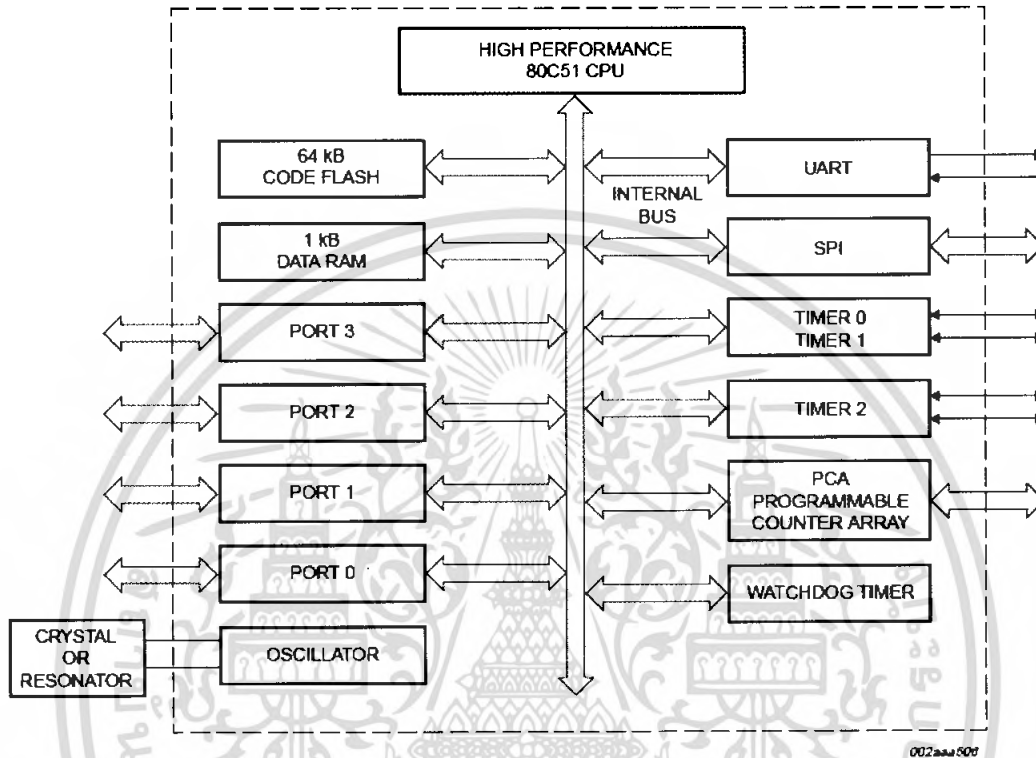 HIGH PERFORMANCE
80C51 CPU
64 kB
CODE FLASH
UART
INTERNAL
BUS
1 kB
DATA RAM
SPI
PORT 3
TIMER 0
TIMER 1
PORT 2
TIMER 2
PORT 1
PCA
PROGRAMMABLE
COUNTER ARRAY
PORT 0
WATCHDOG TIMER
CRYSTAL
OR
RESONATOR
OSCILLATOR
002aaa506